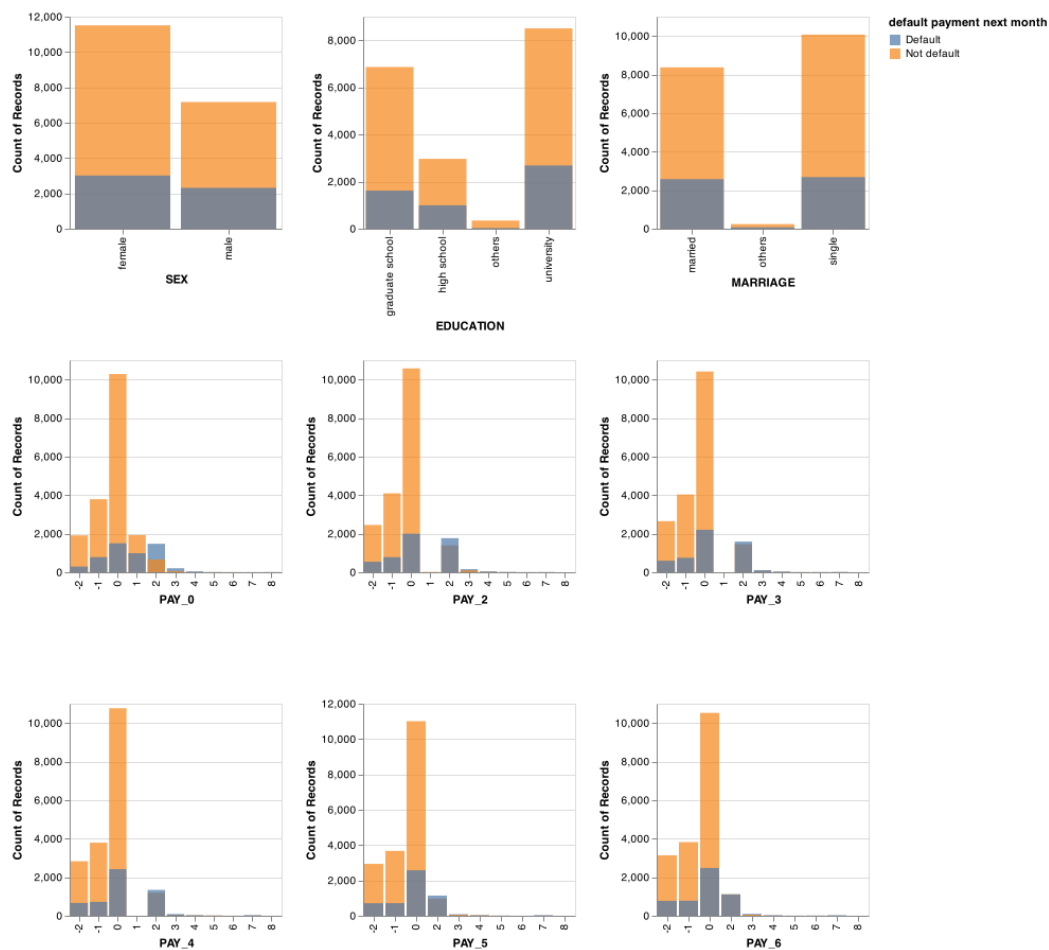 default payment next month
Default
Not default
Count of Records
12,000
10,000
8,000
6,000
4,000
2,000
0
female
male
SEX
Count of Records
8,000
6,000
4,000
2,000
0
graduate school
high school
others
university
EDUCATION
Count of Records
10,000
8,000
6,000
4,000
2,000
0
married
others
single
MARRIAGE
Count of Records
10,000
8,000
6,000
4,000
2,000
0
-2 -1 0 1 2 3 4 5 6 7 8
PAY_0
Count of Records
10,000
8,000
6,000
4,000
2,000
0
-2 -1 0 1 2 3 4 5 6 7 8
PAY_2
Count of Records
10,000
8,000
6,000
4,000
2,000
0
-2 -1 0 1 2 3 4 5 6 7 8
PAY_3
Count of Records
10,000
8,000
6,000
4,000
2,000
0
-2 -1 0 1 2 3 4 5 6 7 8
PAY_4
Count of Records
12,000
10,000
8,000
6,000
4,000
2,000
0
-2 -1 0 1 2 3 4 5 6 7 8
PAY_5
Count of Records
10,000
8,000
6,000
4,000
2,000
0
-2 -1 0 1 2 3 4 5 6 7 8
PAY_6